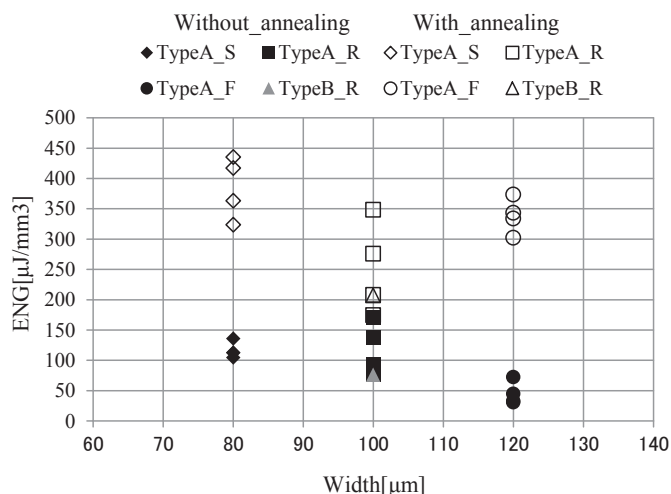 Without_annealing With_annealing
TypeA_S TypeA_R TypeA_S TypeA_R
TypeA_F TypeB_R TypeA_F TypeB_R
500
450
400
350
300
250
200
150
100
50
0
ENG[μJ/mm3]
60 70 80 90 100 110 120 130 140
Width[μm]